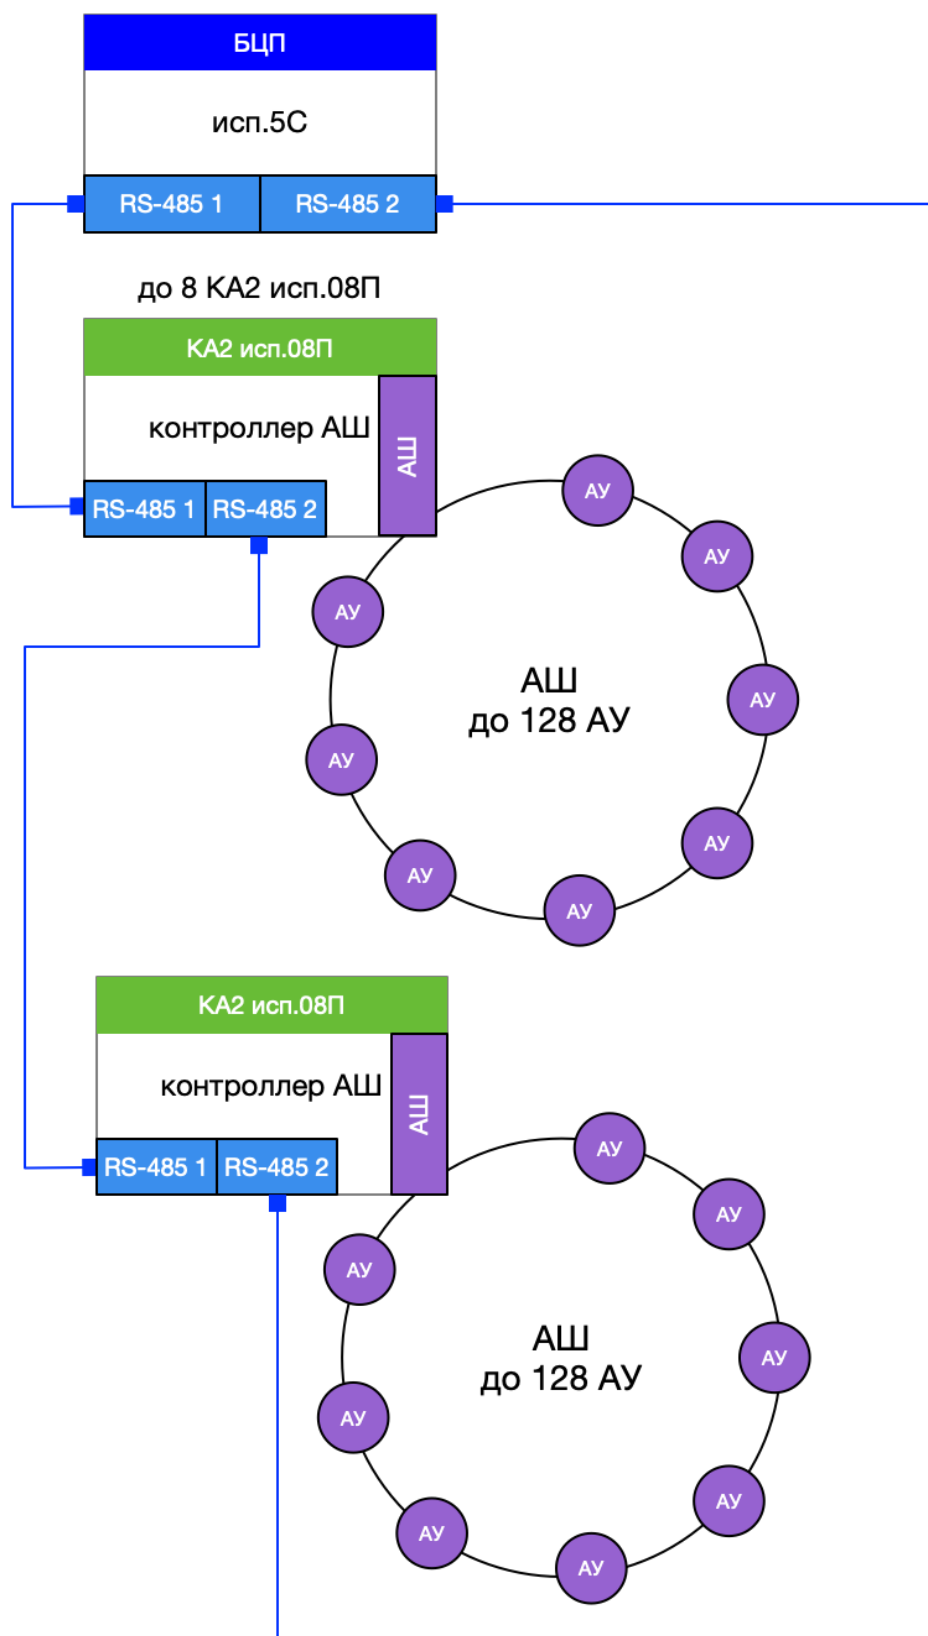 БЦП
исп.5С
RS-485 1
RS-485 2
до 8 КА2 исп.08П
КА2 исп.08П
контроллер АШ
АШ
RS-485 1
RS-485 2
АУ
АУ
АУ
АУ
АШ
до 128 АУ
АУ
АУ
АУ
АУ
КА2 исп.08П
контроллер АШ
АШ
RS-485 1
RS-485 2
АУ
АУ
АУ
АУ
АШ
до 128 АУ
АУ
АУ
АУ
АУ